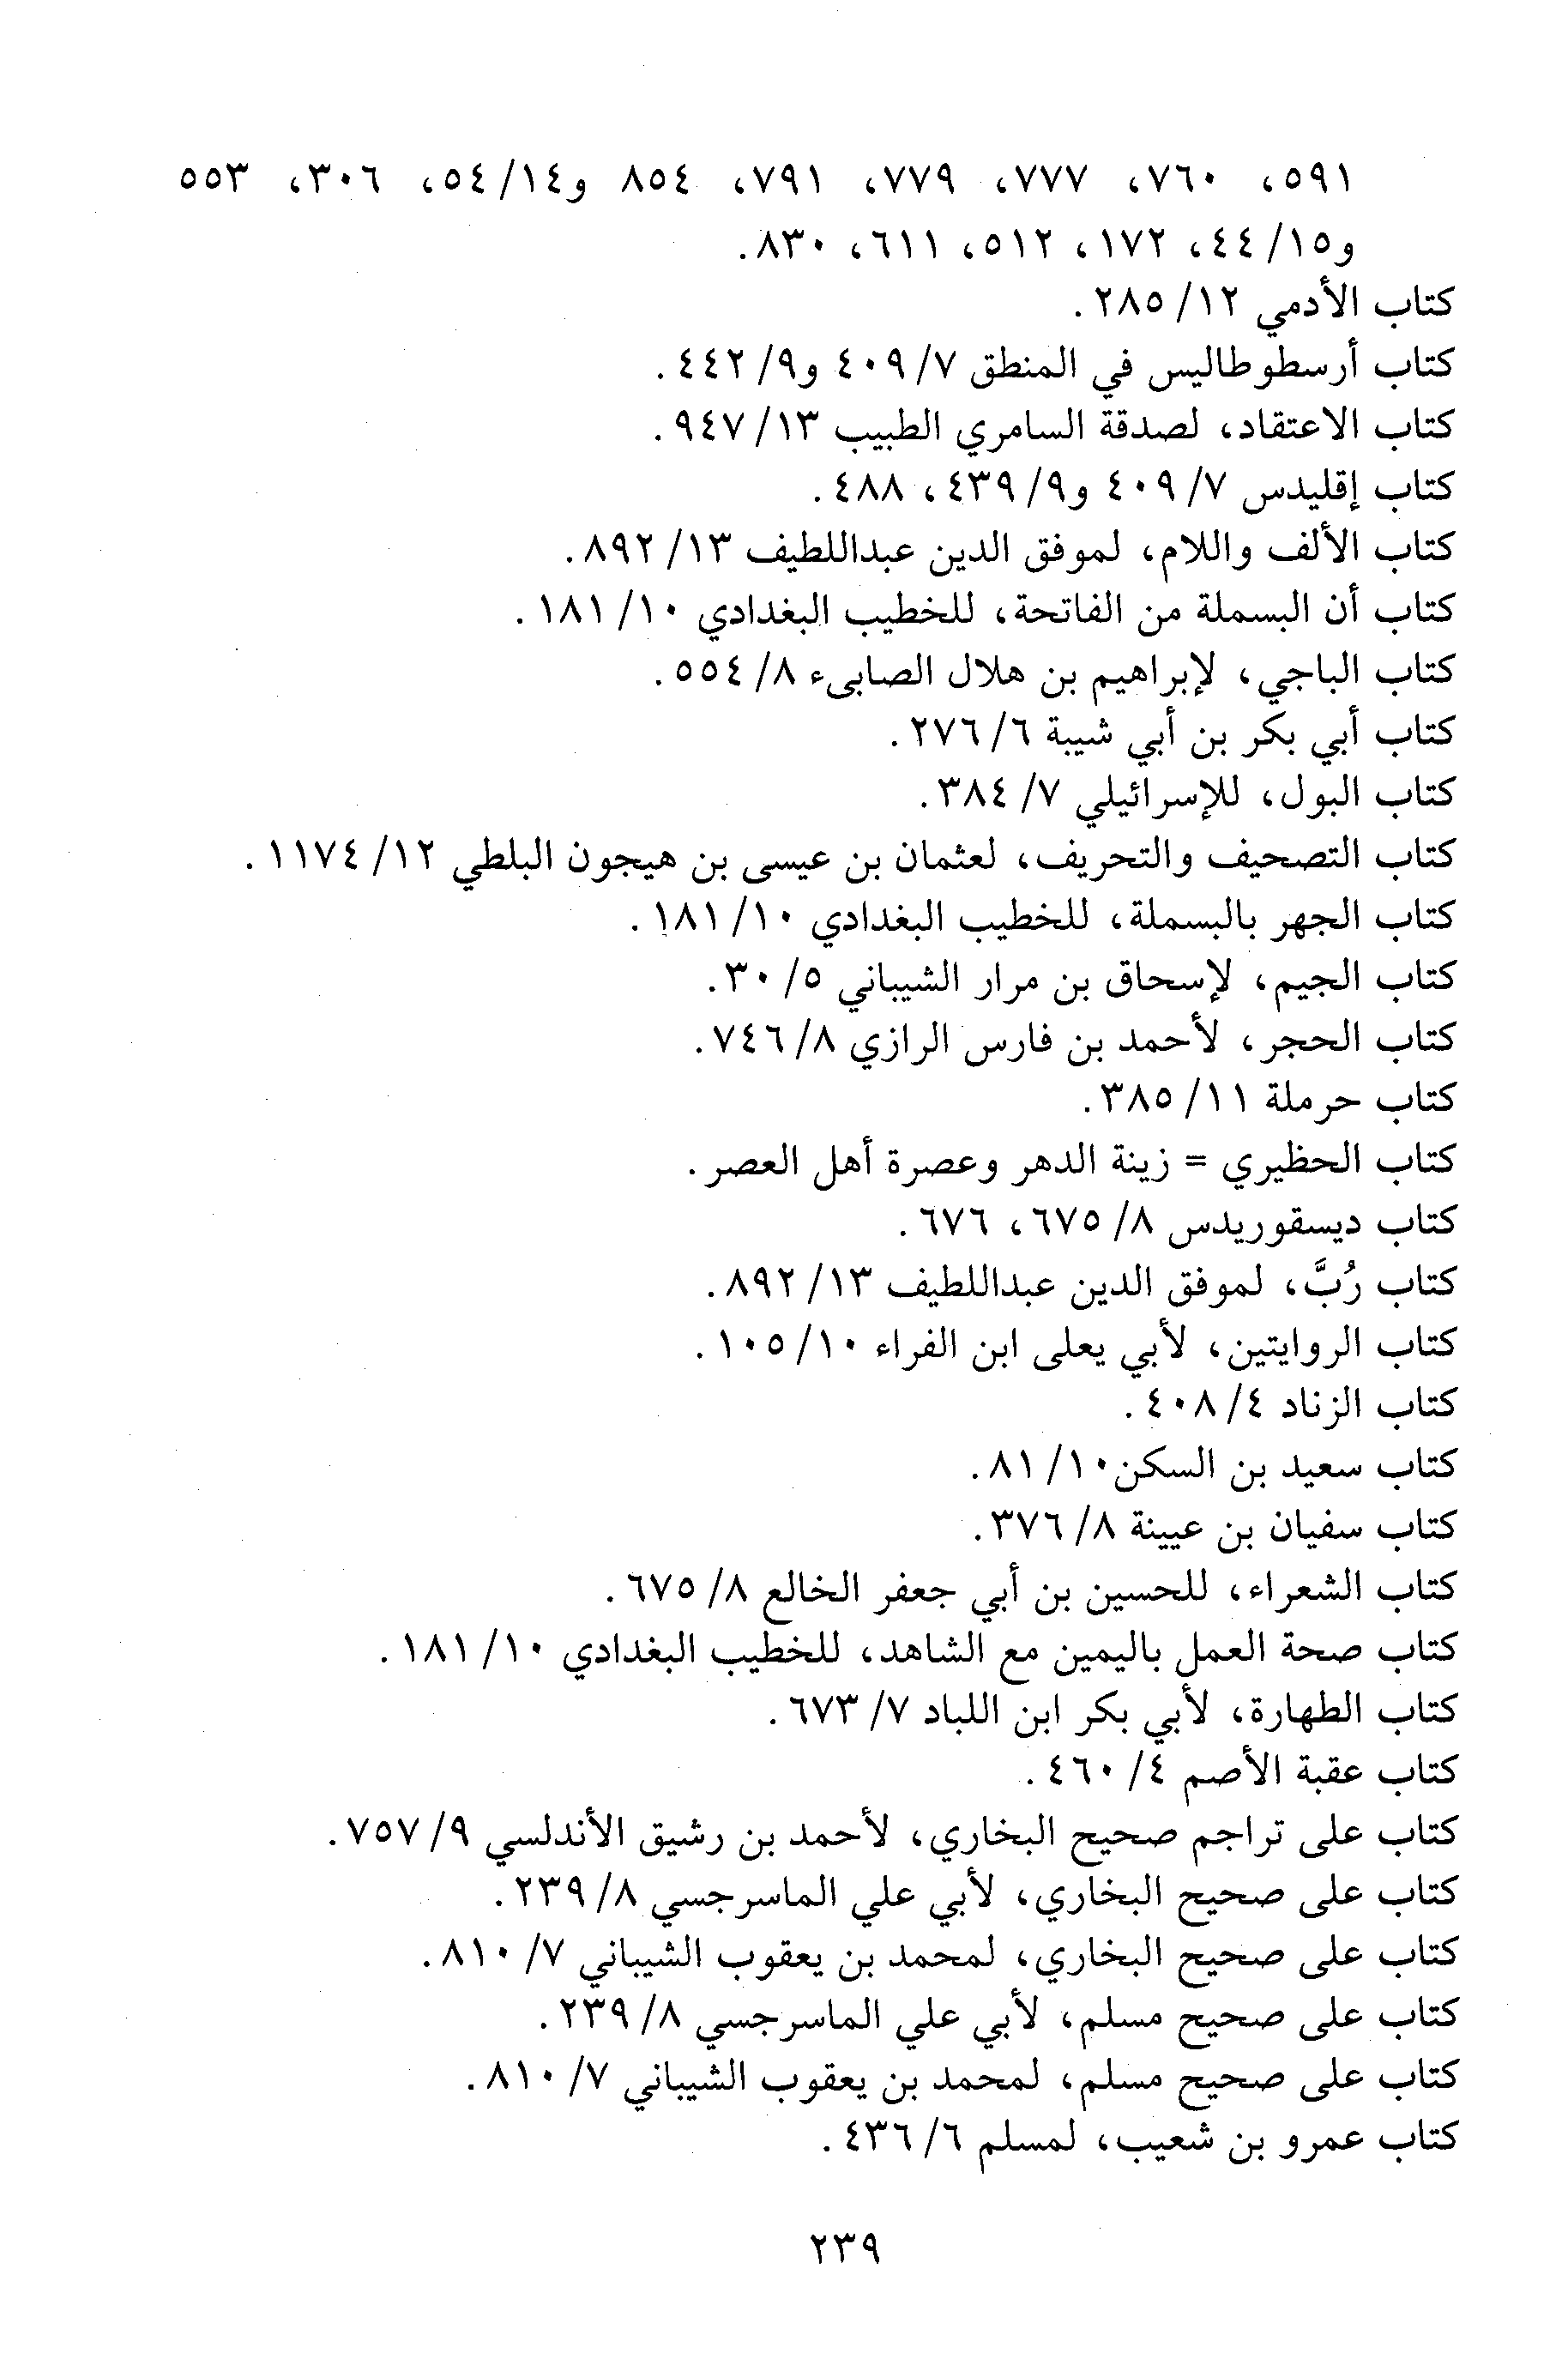 ٥٩١، ٧٦٠، ٧٧٧، ٧٧٩، ٧٩١، ٨٥٤ و١٤/ ٥٤، ٣٠٦، ٥٥٣
و١٥/ ٤٤، ١٧٢، ٥١٢، ٦١١، ٨٣٠.
كتاب الأدمي ١٢/ ٢٨٥.
كتاب أرسطوطاليس في المنطق ٧/ ٤٠٩ و٩/ ٤٤٢.
كتاب الاعتقاد، لصدقة السامري الطبيب ١٣/ ٩٤٧.
كتاب إقليدس ٧/ ٤٠٩ و٩/ ٤٣٩، ٤٨٨.
كتاب الألف واللام، لموفق الدين عبداللطيف ١٣/ ٨٩٢.
كتاب أن البسملة من الفاتحة، للخطيب البغدادي ١٠/ ١٨١.
كتاب الباجي، لإبراهيم بن هلال الصابىء ٨/ ٥٥٤.
كتاب أبي بكر بن أبي شيبة ٦/ ٢٧٦.
كتاب البول، للإسرائيلي ٧/ ٣٨٤.
كتاب التصحيف والتحريف، لعثمان بن عيسى بن هيجون البلطي ١٢/ ١١٧٤.
كتاب الجهر بالبسملة، للخطيب البغدادي ١٠/ ١٨١.
كتاب الجيم، لإسحاق بن مرار الشيباني ٥/ ٣٠.
كتاب الحجر، لأحمد بن فارس الرازي ٨/ ٧٤٦.
كتاب حرملة ١١/ ٣٨٥.
كتاب الحظيري = زينة الدهر وعصرة أهل العصر.
كتاب ديسقوريدس ٨/ ٦٧٥، ٦٧٦.
كتاب رُبَّ، لموفق الدين عبداللطيف ١٣/ ٨٩٢.
كتاب الروايتين، لأبي يعلى ابن الفراء ١٠/ ١٠٥.
كتاب الزناد ٤/ ٤٠٨.
كتاب سعيد بن السكن١٠/ ٨١.
كتاب سفيان بن عيينة ٨/ ٣٧٦.
كتاب الشعراء، للحسين بن أبي جعفر الخالع ٨/ ٦٧٥.
كتاب صحة العمل باليمين مع الشاهد، للخطيب البغدادي ١٠/ ١٨١.
كتاب الطهارة، لأبي بكر ابن اللباد ٧/ ٦٧٣.
كتاب عقبة الأصم ٤/ ٤٦٠.
كتاب على تراجم صحيح البخاري، لأحمد بن رشيق الأندلسي ٩/ ٧٥٧.
كتاب على صحيح البخاري، لأبي علي الماسرجسي ٨/ ٢٣٩.
كتاب على صحيح البخاري، لمحمد بن يعقوب الشيباني ٧/ ٨١٠.
كتاب على صحيح مسلم، لأبي علي الماسرجسي ٨/ ٢٣٩.
كتاب على صحيح مسلم، لمحمد بن يعقوب الشيباني ٧/ ٨١٠.
كتاب عمرو بن شعيب، لمسلم ٦/ ٤٣٦.
٢٣٩